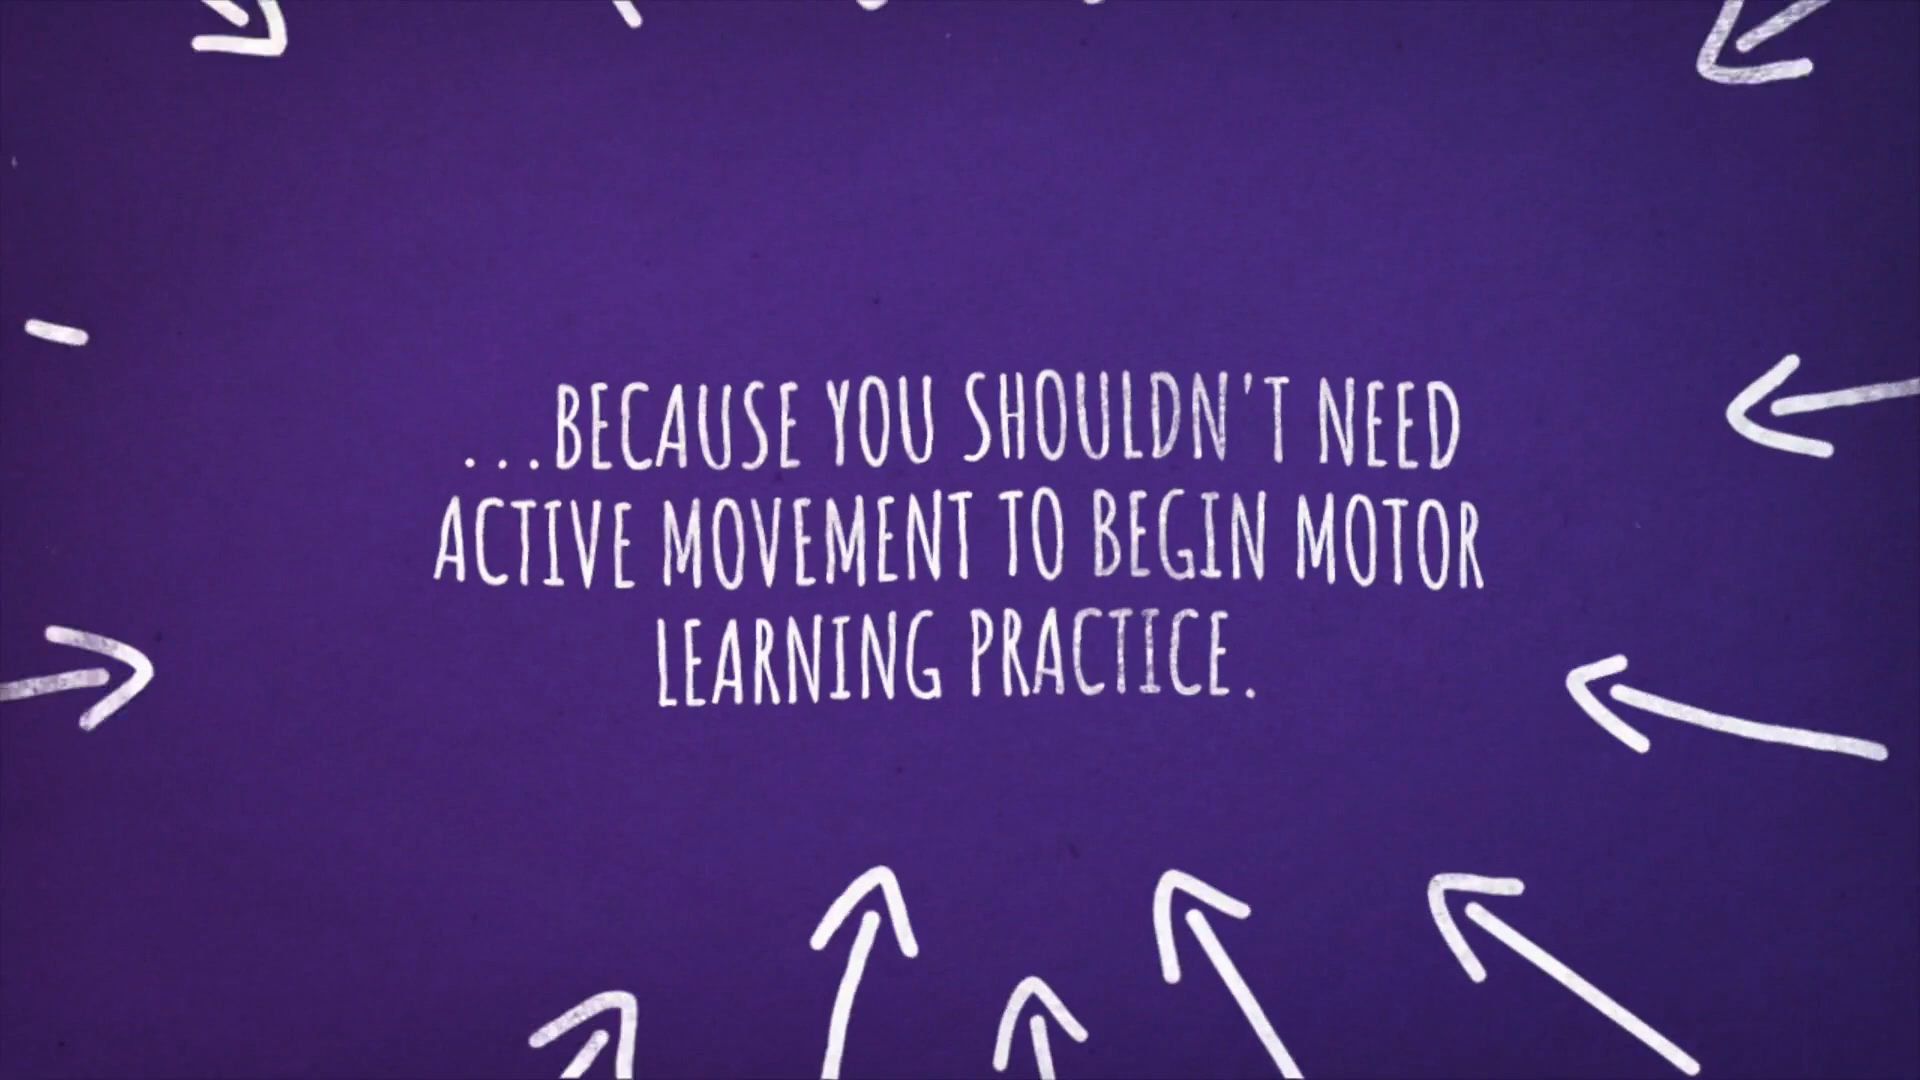 ...BECAUSE YOU SHOULDN'T NEED
ACTIVE MOVEMENT TO BEGIN MOTOR
LEARNING PRACTICE.